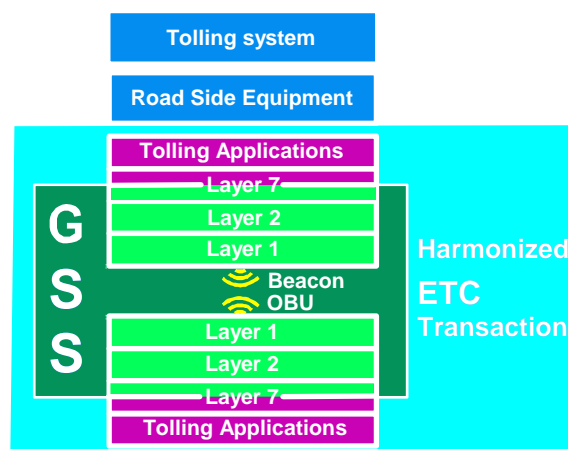 Tolling system
Road Side Equipment
Tolling Applications
Layer 7
Layer 2
Layer 1
G
S
S
Beacon
OBU
Harmonized
ETC
Transaction
Layer 1
Layer 2
Layer 7
Tolling Applications